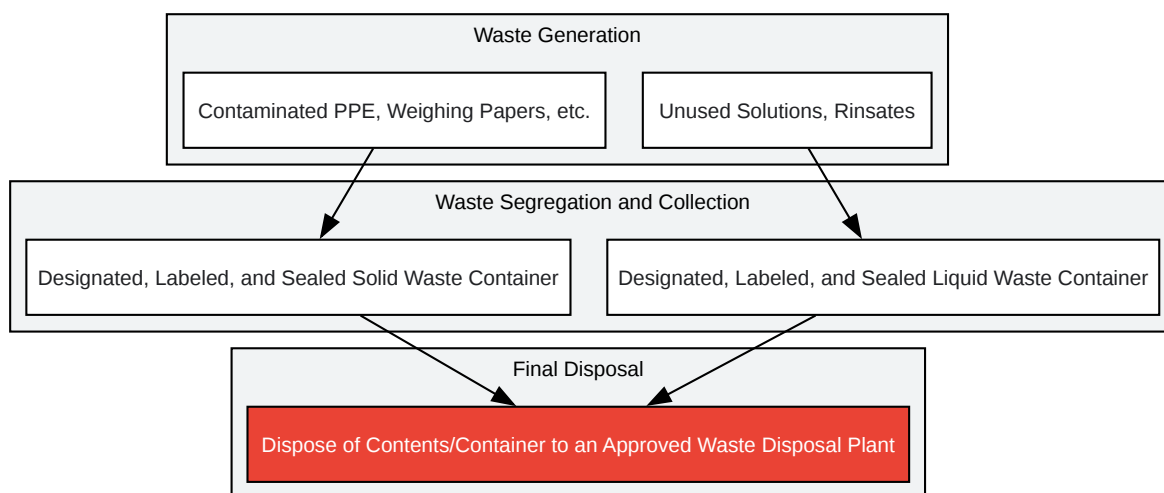 Waste Generation
Contaminated PPE, Weighing Papers, etc.
Unused Solutions, Rinsates
Waste Segregation and Collection
Designated, Labeled, and Sealed Solid Waste Container
Designated, Labeled, and Sealed Liquid Waste Container
Final Disposal
Dispose of Contents/Container to an Approved Waste Disposal Plant